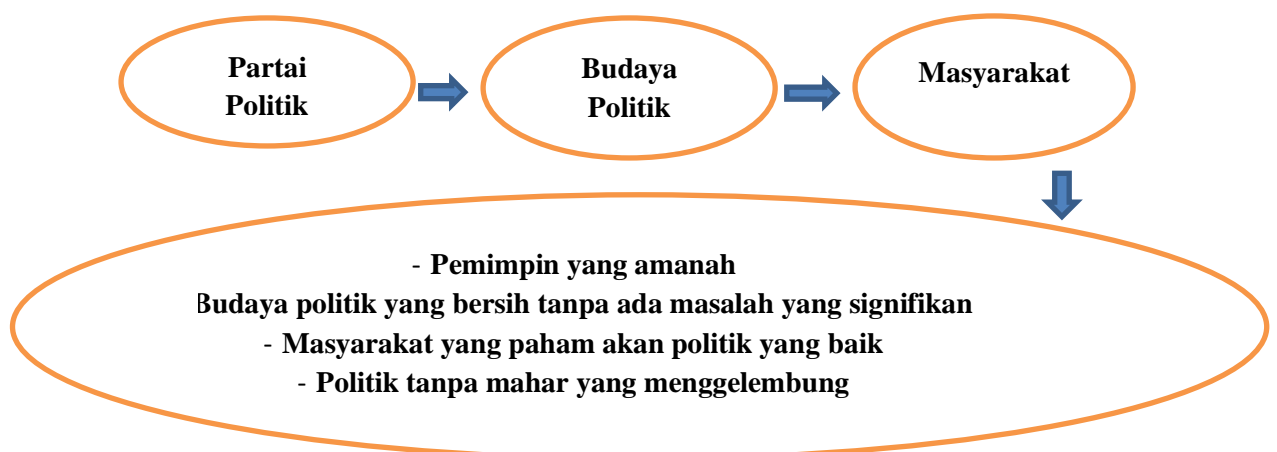 Partai
Politik
Budaya
Politik
Masyarakat
- Pemimpin yang amanah
Budaya politik yang bersih tanpa ada masalah yang signifikan
- Masyarakat yang paham akan politik yang baik
- Politik tanpa mahar yang menggelembung